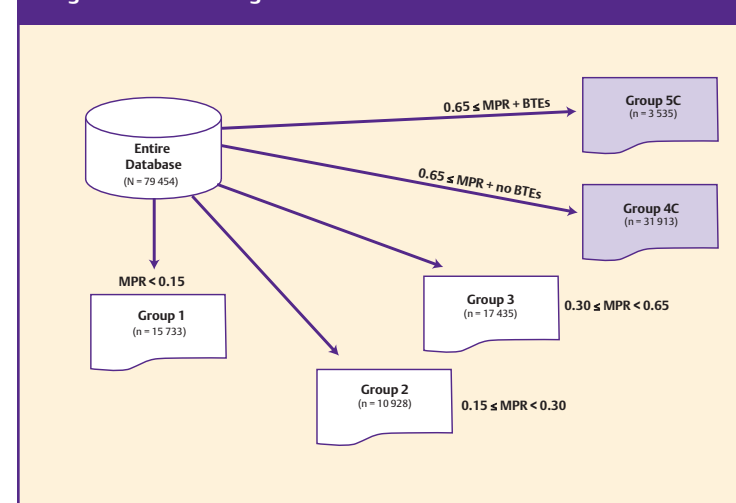 0.65 ≤ MPR + BTEs
Group 5C
(n = 3 535)
Entire
Database
(N = 79 454)
0.65 ≤ MPR + no BTEs
Group 4C
(n = 31 913)
MPR < 0.15
Group 1
(n = 15 733)
Group 3
(n = 17 435)
0.30 ≤ MPR < 0.65
Group 2
(n = 10 928)
0.15 ≤ MPR < 0.30